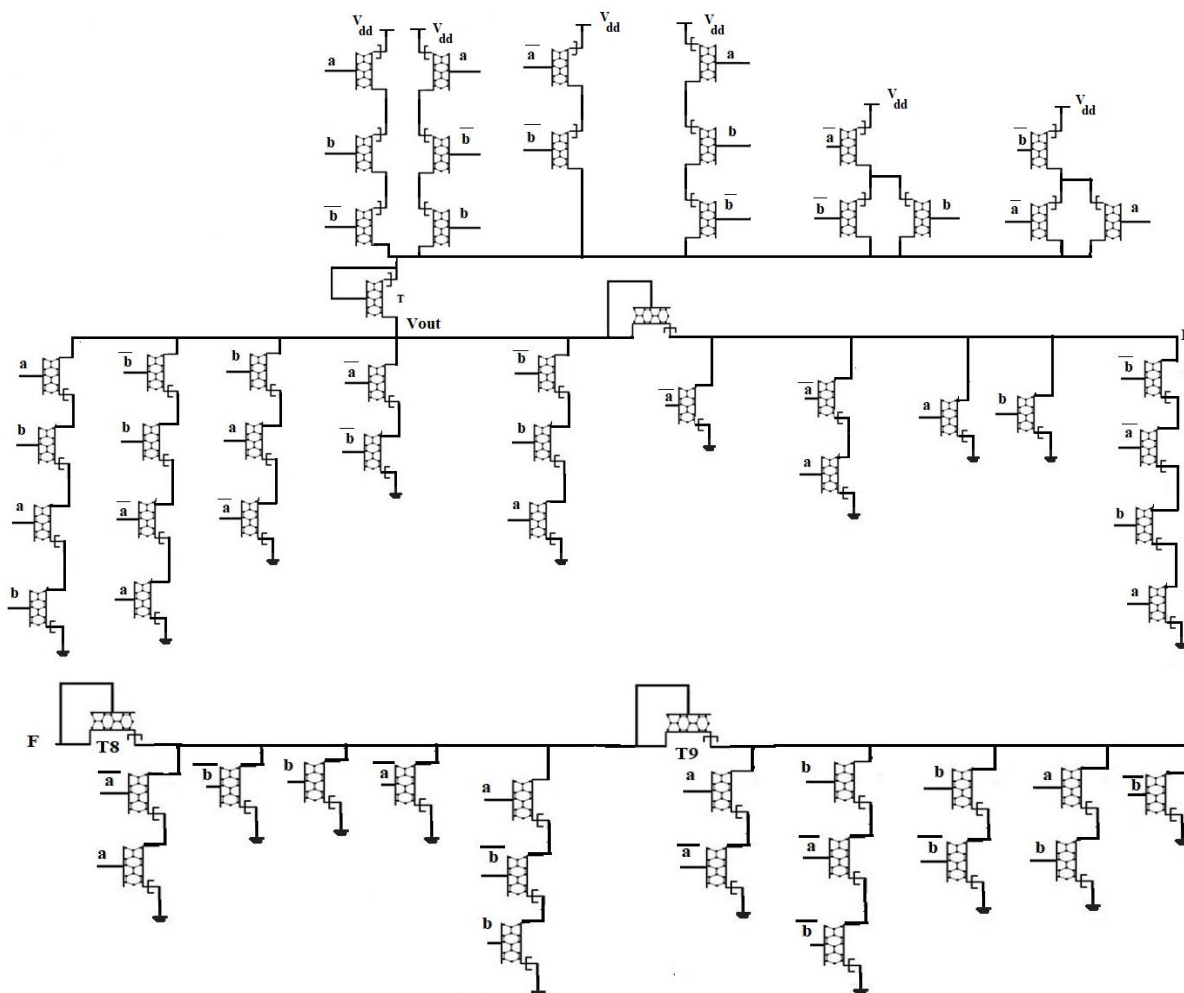 Vdd Vdd Vdd Vdd
a a a̅ a
Vdd Vdd
b b̅ b̅ b a̅ b̅
b̅ b b̅ b̅ b a̅ a
T
Vout
a b̅ b a̅ b̅ a̅ a̅ a b b̅
b b a b̅ b a a̅
a a̅ a̅ a b
b a a
F T8 T9
a̅ b̅ b a̅ a a b b a b̅
a b̅ a̅ a̅ b̅ b
b b̅